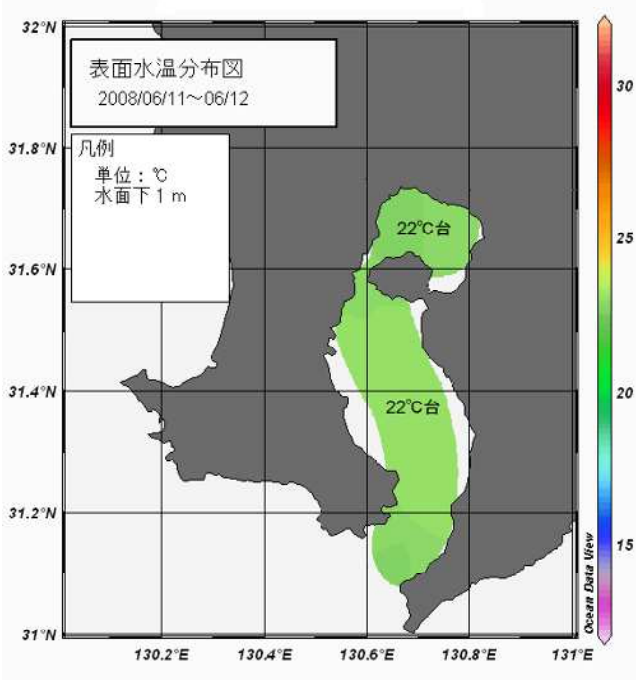 表面水温分布図
2008/06/11～06/12
凡例
単位：℃
水面下１ｍ
32°N
31.8°N
31.6°N
31.4°N
31.2°N
31°N
22℃台
22℃台
130.2°E
130.4°E
130.6°E
130.8°E
131°E
30
25
20
15
Ocean Data View